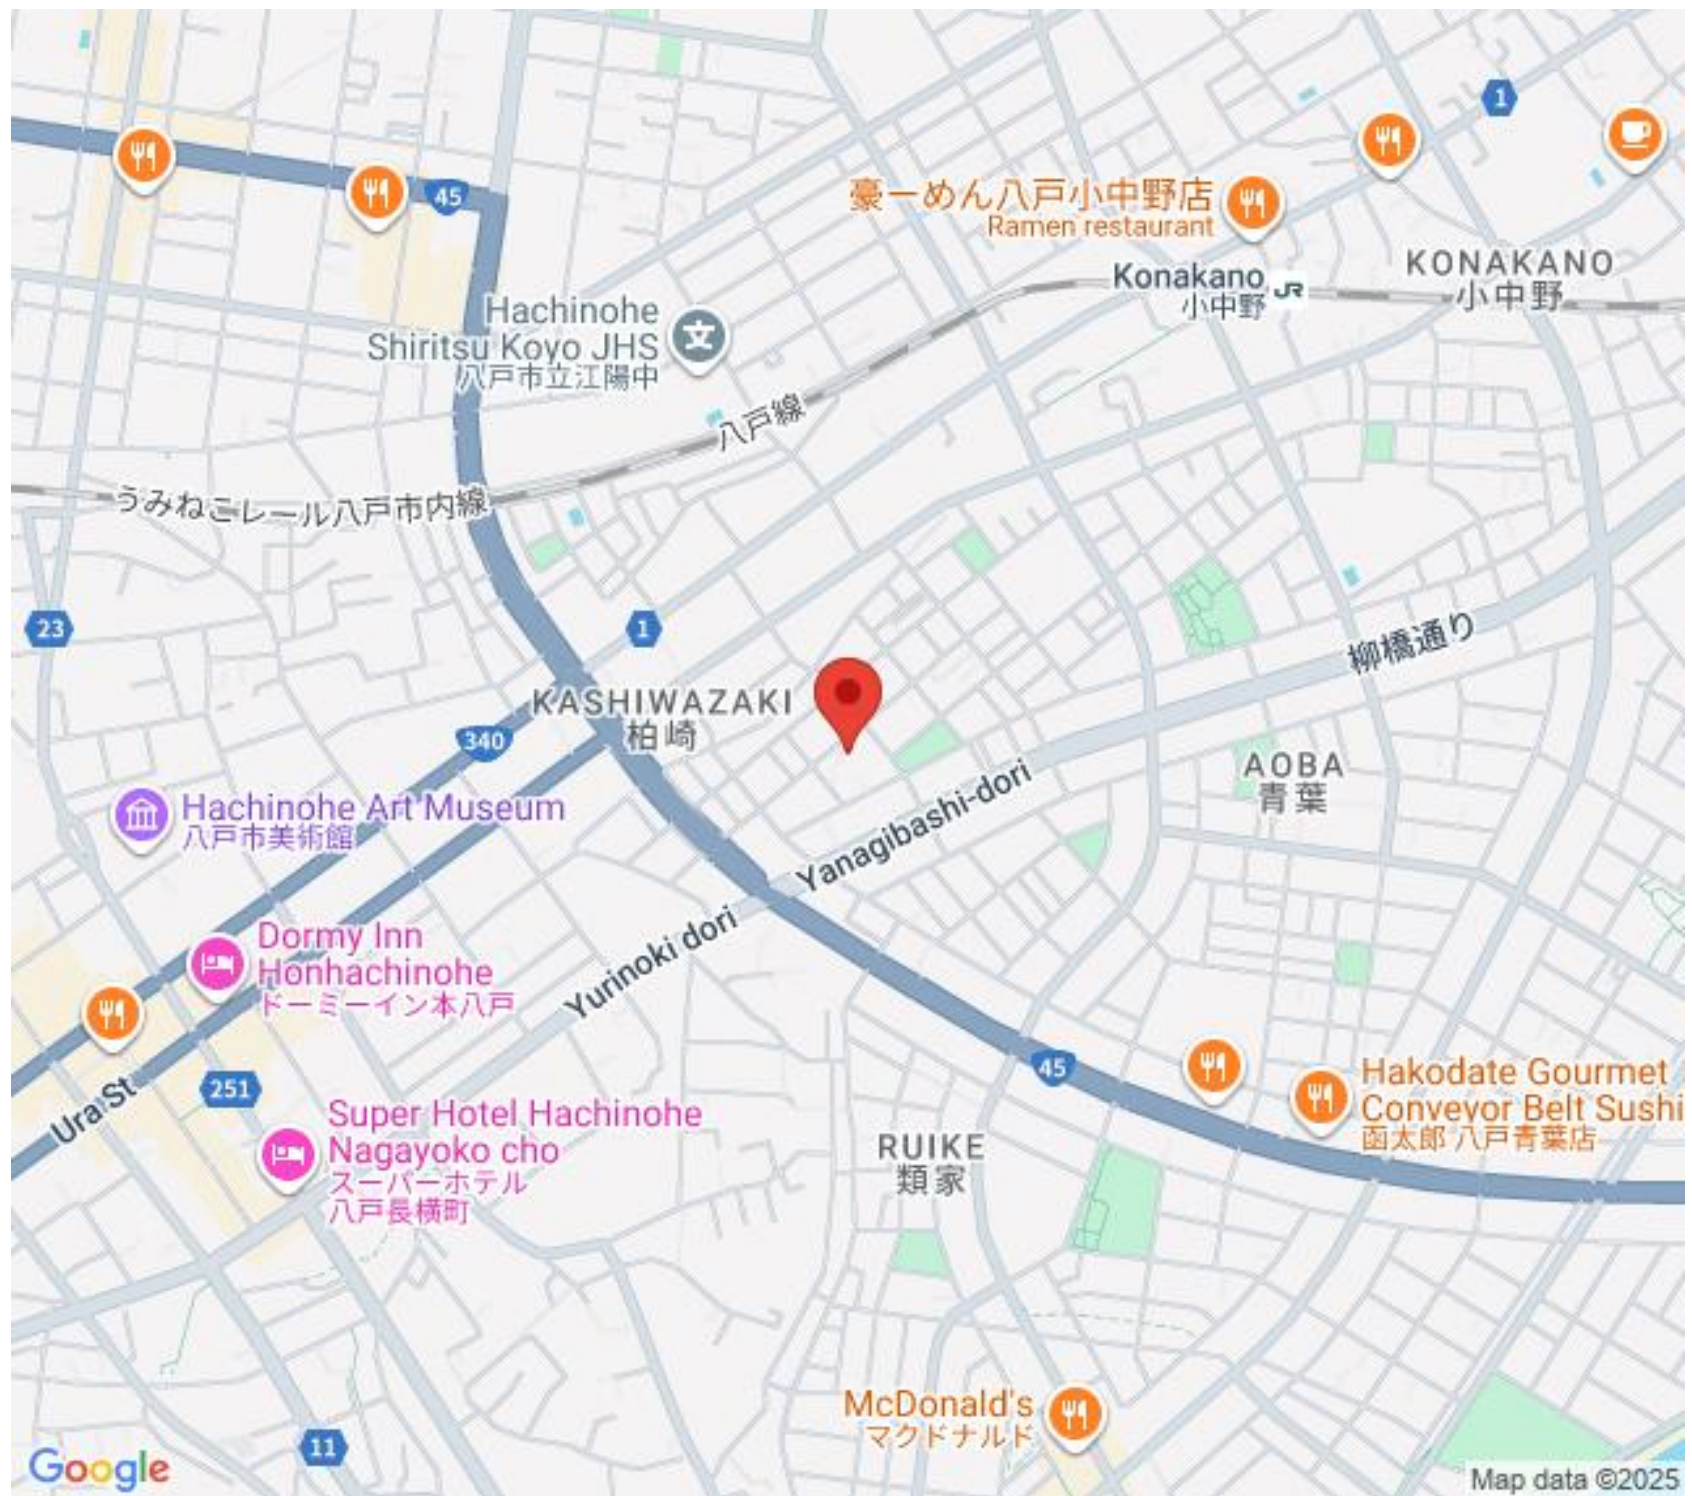 1
45
豪ーめん八戸小中野店
Ramen restaurant
Konakano
小中野
JR
KONAKANO
小中野
Hachinohe
Shiritsu Koyo JHS
八戸市立江陽中
八戸線
うみねこレール八戸市内線
23
1
柳橋通り
KASHIWAZAKI
柏崎
340
AOBA
青葉
Hachinohe Art Museum
八戸市美術館
Yanagibashi-dori
Yurinoki dori
Dormy Inn
Honhachinohe
ドーミーイン本八戸
45
251
Ura St
Hakodate Gourmet
Conveyor Belt Sushi
函太郎 八戸青葉店
Super Hotel Hachinohe
Nagayoko cho
スーパーホテル
八戸長横町
RUIKE
類家
McDonald's
マクドナルド
11
Google
Map data ©2025